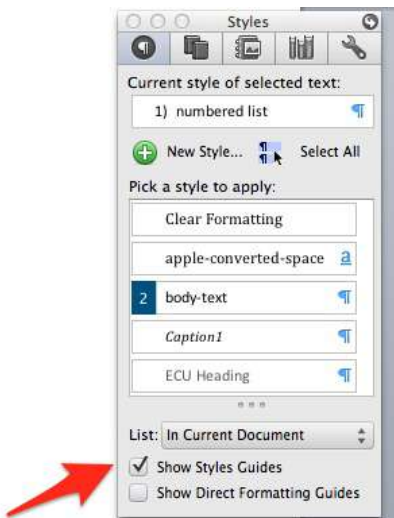 Styles
Current style of selected text:
1) numbered list
New Style... Select All
Pick a style to apply:
Clear Formatting
apple-converted-space a
2 body-text
Caption1
ECU Heading
List: In Current Document
Show Styles Guides
Show Direct Formatting Guides